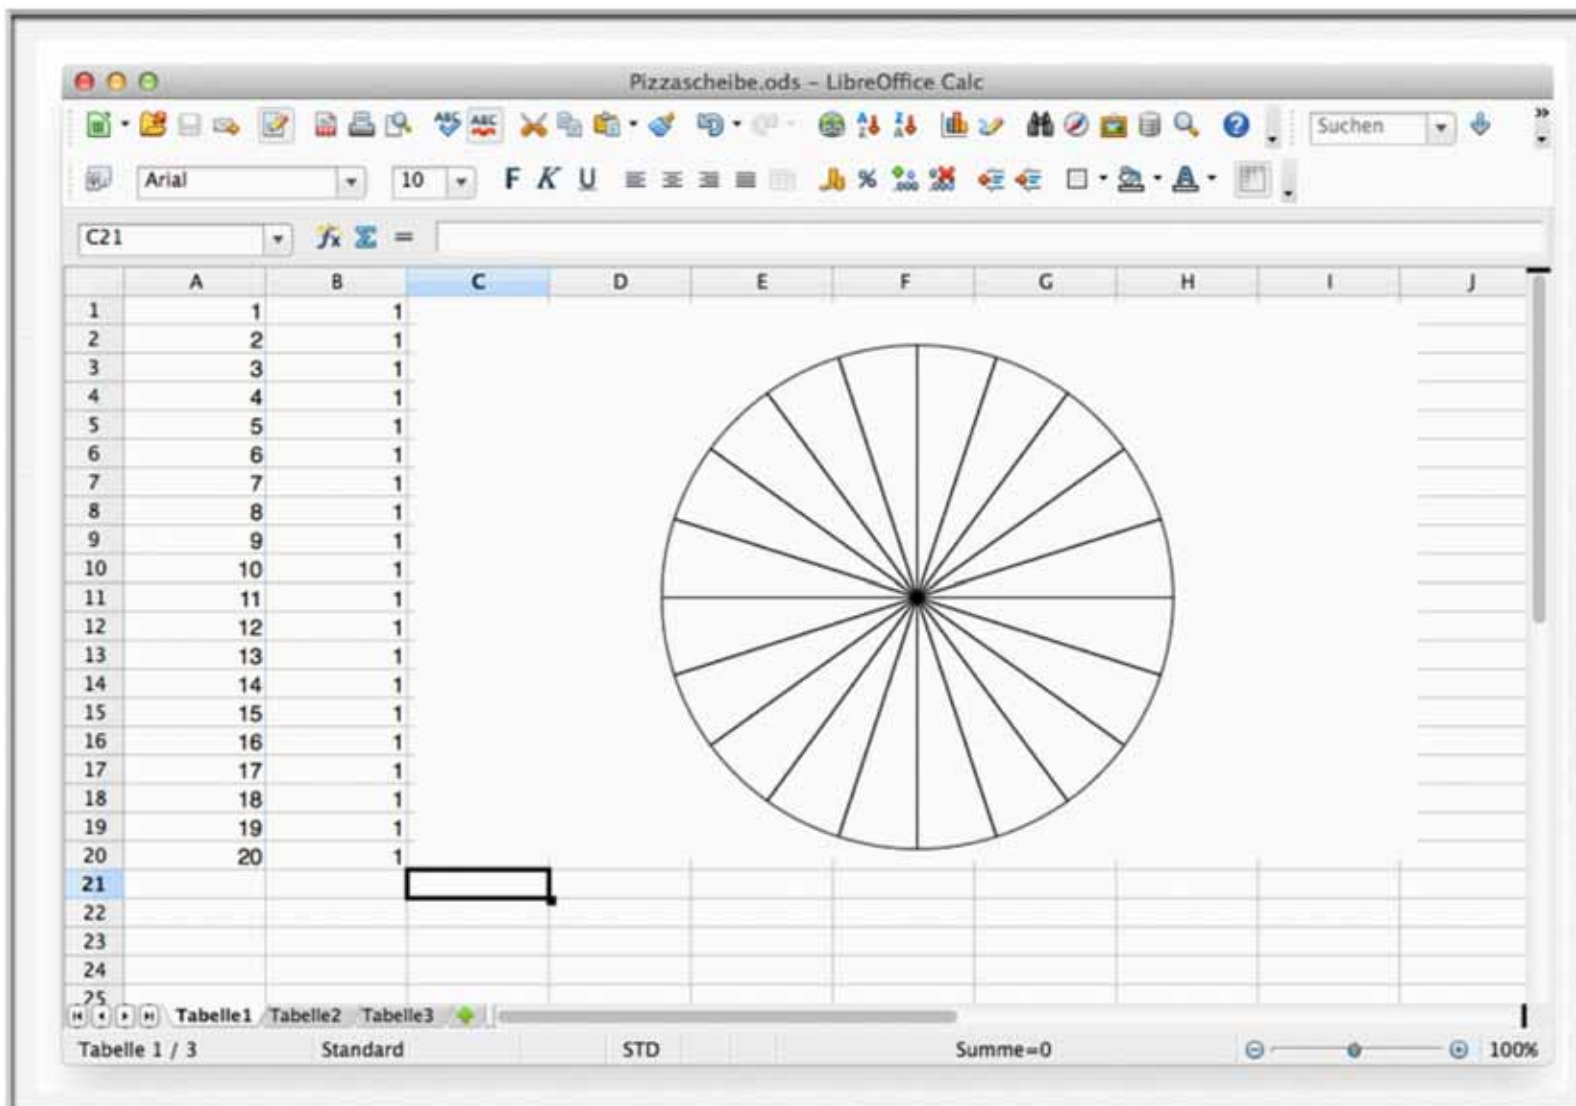 Pizzascheibe.ods – LibreOffice Calc
Suchen
Arial 10 F K U
C21
A B C D E F G H I J
1 1 1
2 2 1
3 3 1
4 4 1
5 5 1
6 6 1
7 7 1
8 8 1
9 9 1
10 10 1
11 11 1
12 12 1
13 13 1
14 14 1
15 15 1
16 16 1
17 17 1
18 18 1
19 19 1
20 20 1
21
22
23
24
25
Tabelle1 Tabelle2 Tabelle3
Tabelle 1 / 3 Standard STD Summe=0 100%